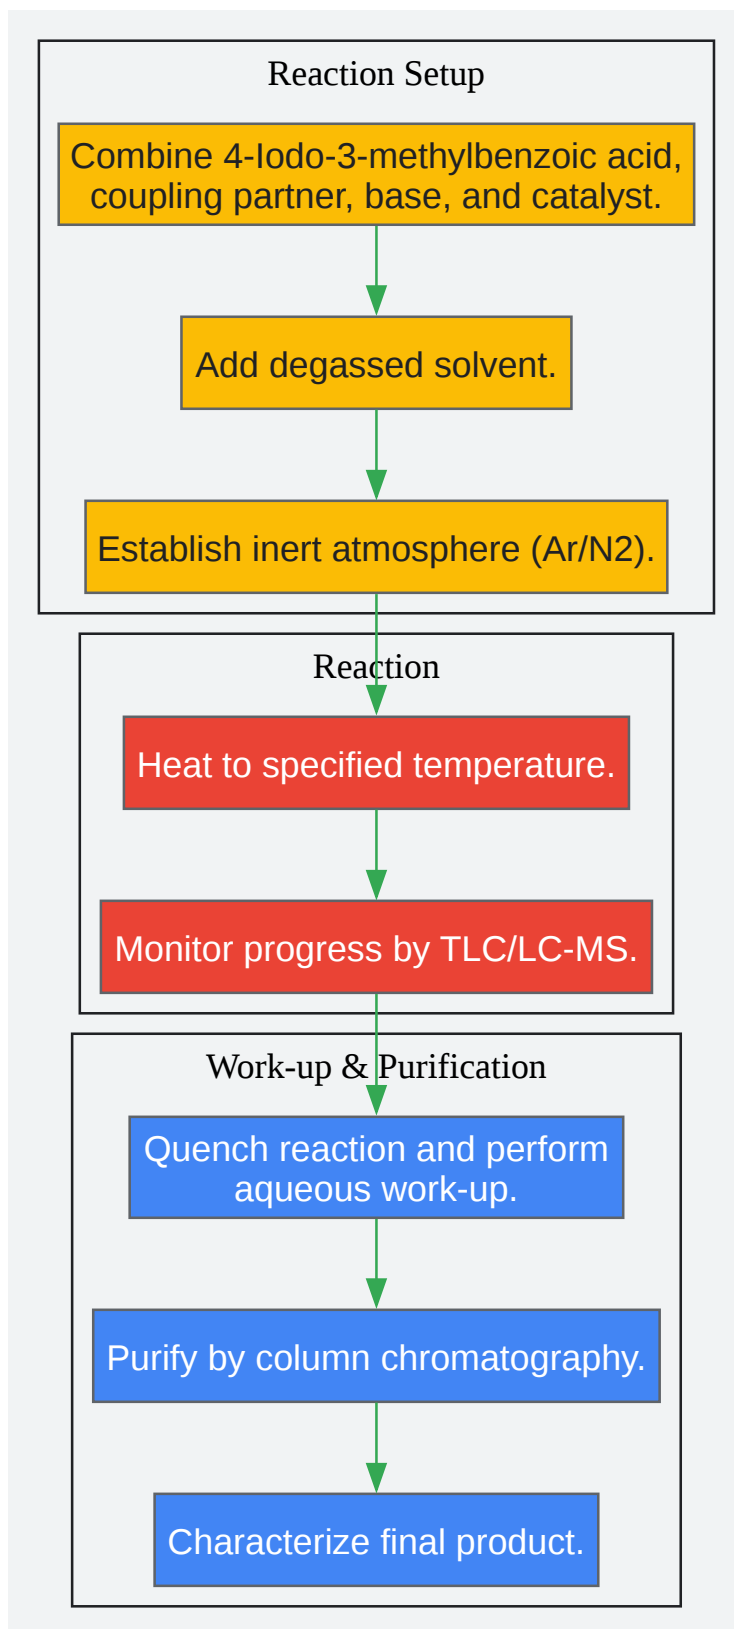 Reaction Setup
Combine 4-Iodo-3-methylbenzoic acid,
coupling partner, base, and catalyst.
Add degassed solvent.
Establish inert atmosphere (Ar/N2).
Reaction
Heat to specified temperature.
Monitor progress by TLC/LC-MS.
Work-up & Purification
Quench reaction and perform
aqueous work-up.
Purify by column chromatography.
Characterize final product.